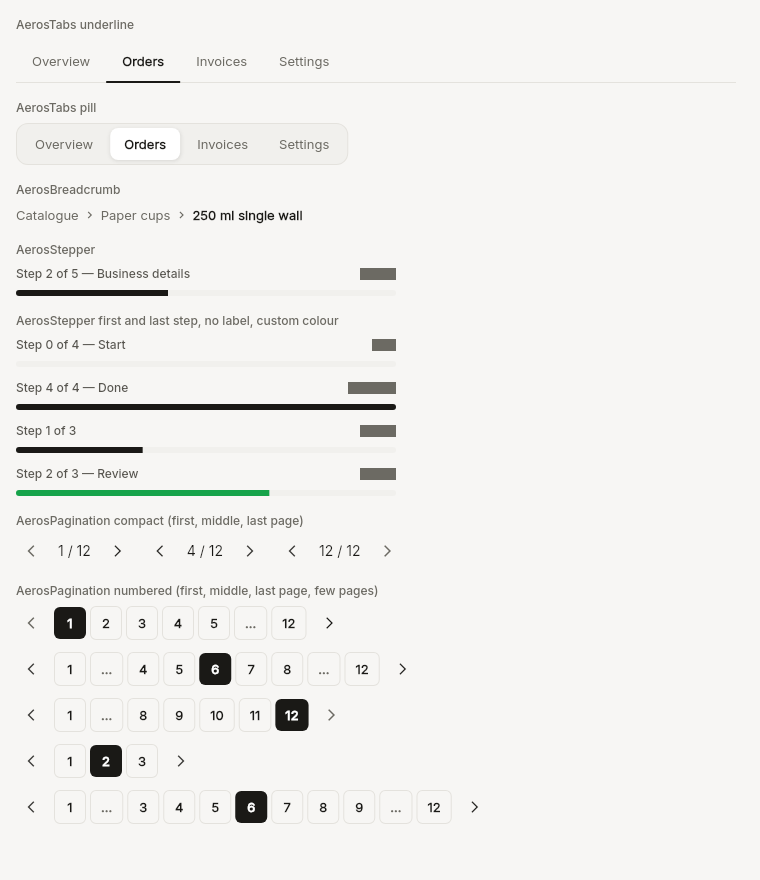 AerosTabs underline
Overview Orders Invoices Settings
AerosTabs pill
Overview Orders Invoices Settings
AerosBreadcrumb
Catalogue › Paper cups › 250 ml single wall
AerosStepper
Step 2 of 5 — Business details
AerosStepper first and last step, no label, custom colour
Step 0 of 4 — Start
Step 4 of 4 — Done
Step 1 of 3
Step 2 of 3 — Review
AerosPagination compact (first, middle, last page)
‹ 1 / 12 › ‹ 4 / 12 › ‹ 12 / 12 ›
AerosPagination numbered (first, middle, last page, few pages)
‹ 1 2 3 4 5 … 12 ›
‹ 1 … 4 5 6 7 8 … 12 ›
‹ 1 … 8 9 10 11 12 ›
‹ 1 2 3 ›
‹ 1 … 3 4 5 6 7 8 9 … 12 ›